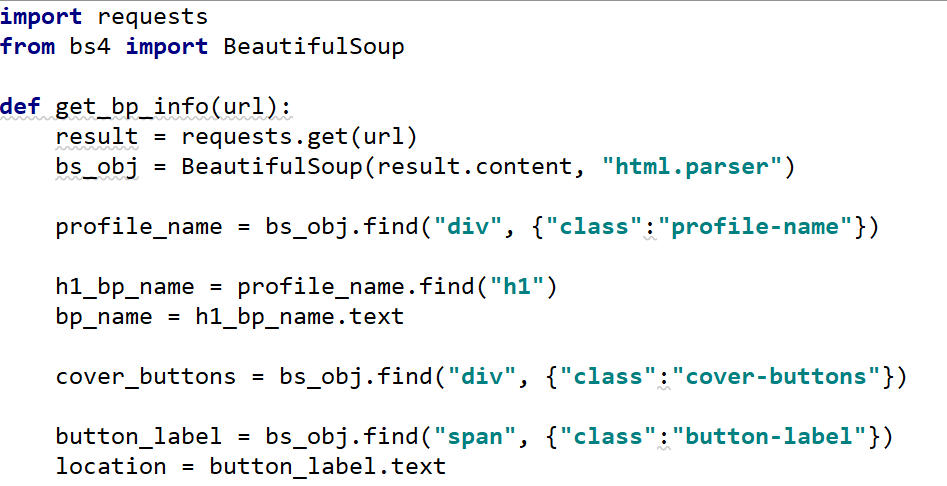 import requests
from bs4 import BeautifulSoup
def get_bp_info(url):
    result = requests.get(url)
    bs_obj = BeautifulSoup(result.content, "html.parser")
    profile_name = bs_obj.find("div", {"class":"profile-name"})
    h1_bp_name = profile_name.find("h1")
    bp_name = h1_bp_name.text
    cover_buttons = bs_obj.find("div", {"class":"cover-buttons"})
    button_label = bs_obj.find("span", {"class":"button-label"})
    location = button_label.text